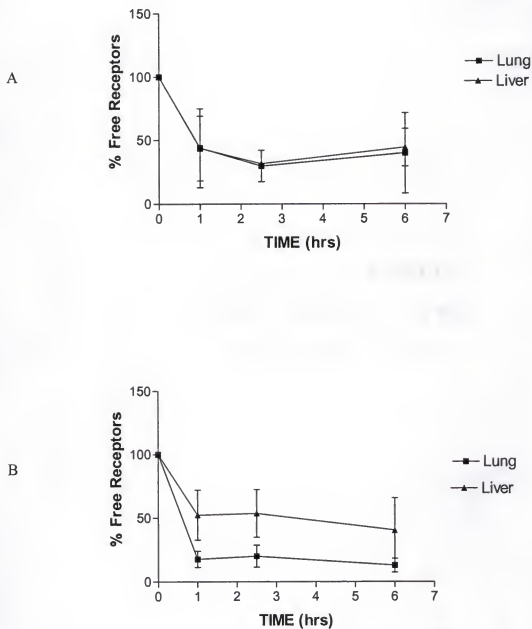 A
150
100
50
0
% Free Receptors
0 1 2 3 4 5 6 7
TIME (hrs)
Lung
Liver
B
150
100
50
0
% Free Receptors
0 1 2 3 4 5 6 7
TIME (hrs)
Lung
Liver